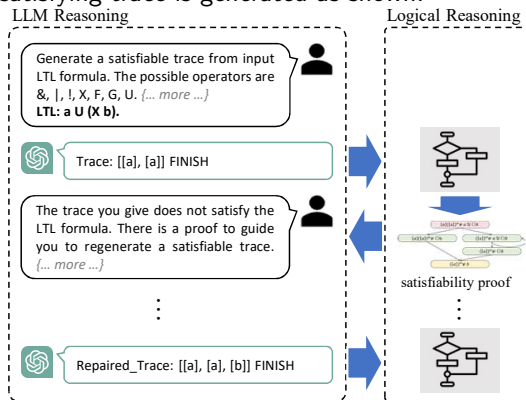 satisfying trace is generated as shown.
LLM Reasoning
Logical Reasoning
Generate a satisfiable trace from input
LTL formula. The possible operators are
&, |, !, X, F, G, U. {... more ...}
LTL: a U (X b).
Trace: [[a], [a]] FINISH
The trace you give does not satisfy the
LTL formula. There is a proof to guide
you to regenerate a satisfiable trace.
{... more ...}
satisfiability proof
Repaired_Trace: [[a], [a], [b]] FINISH